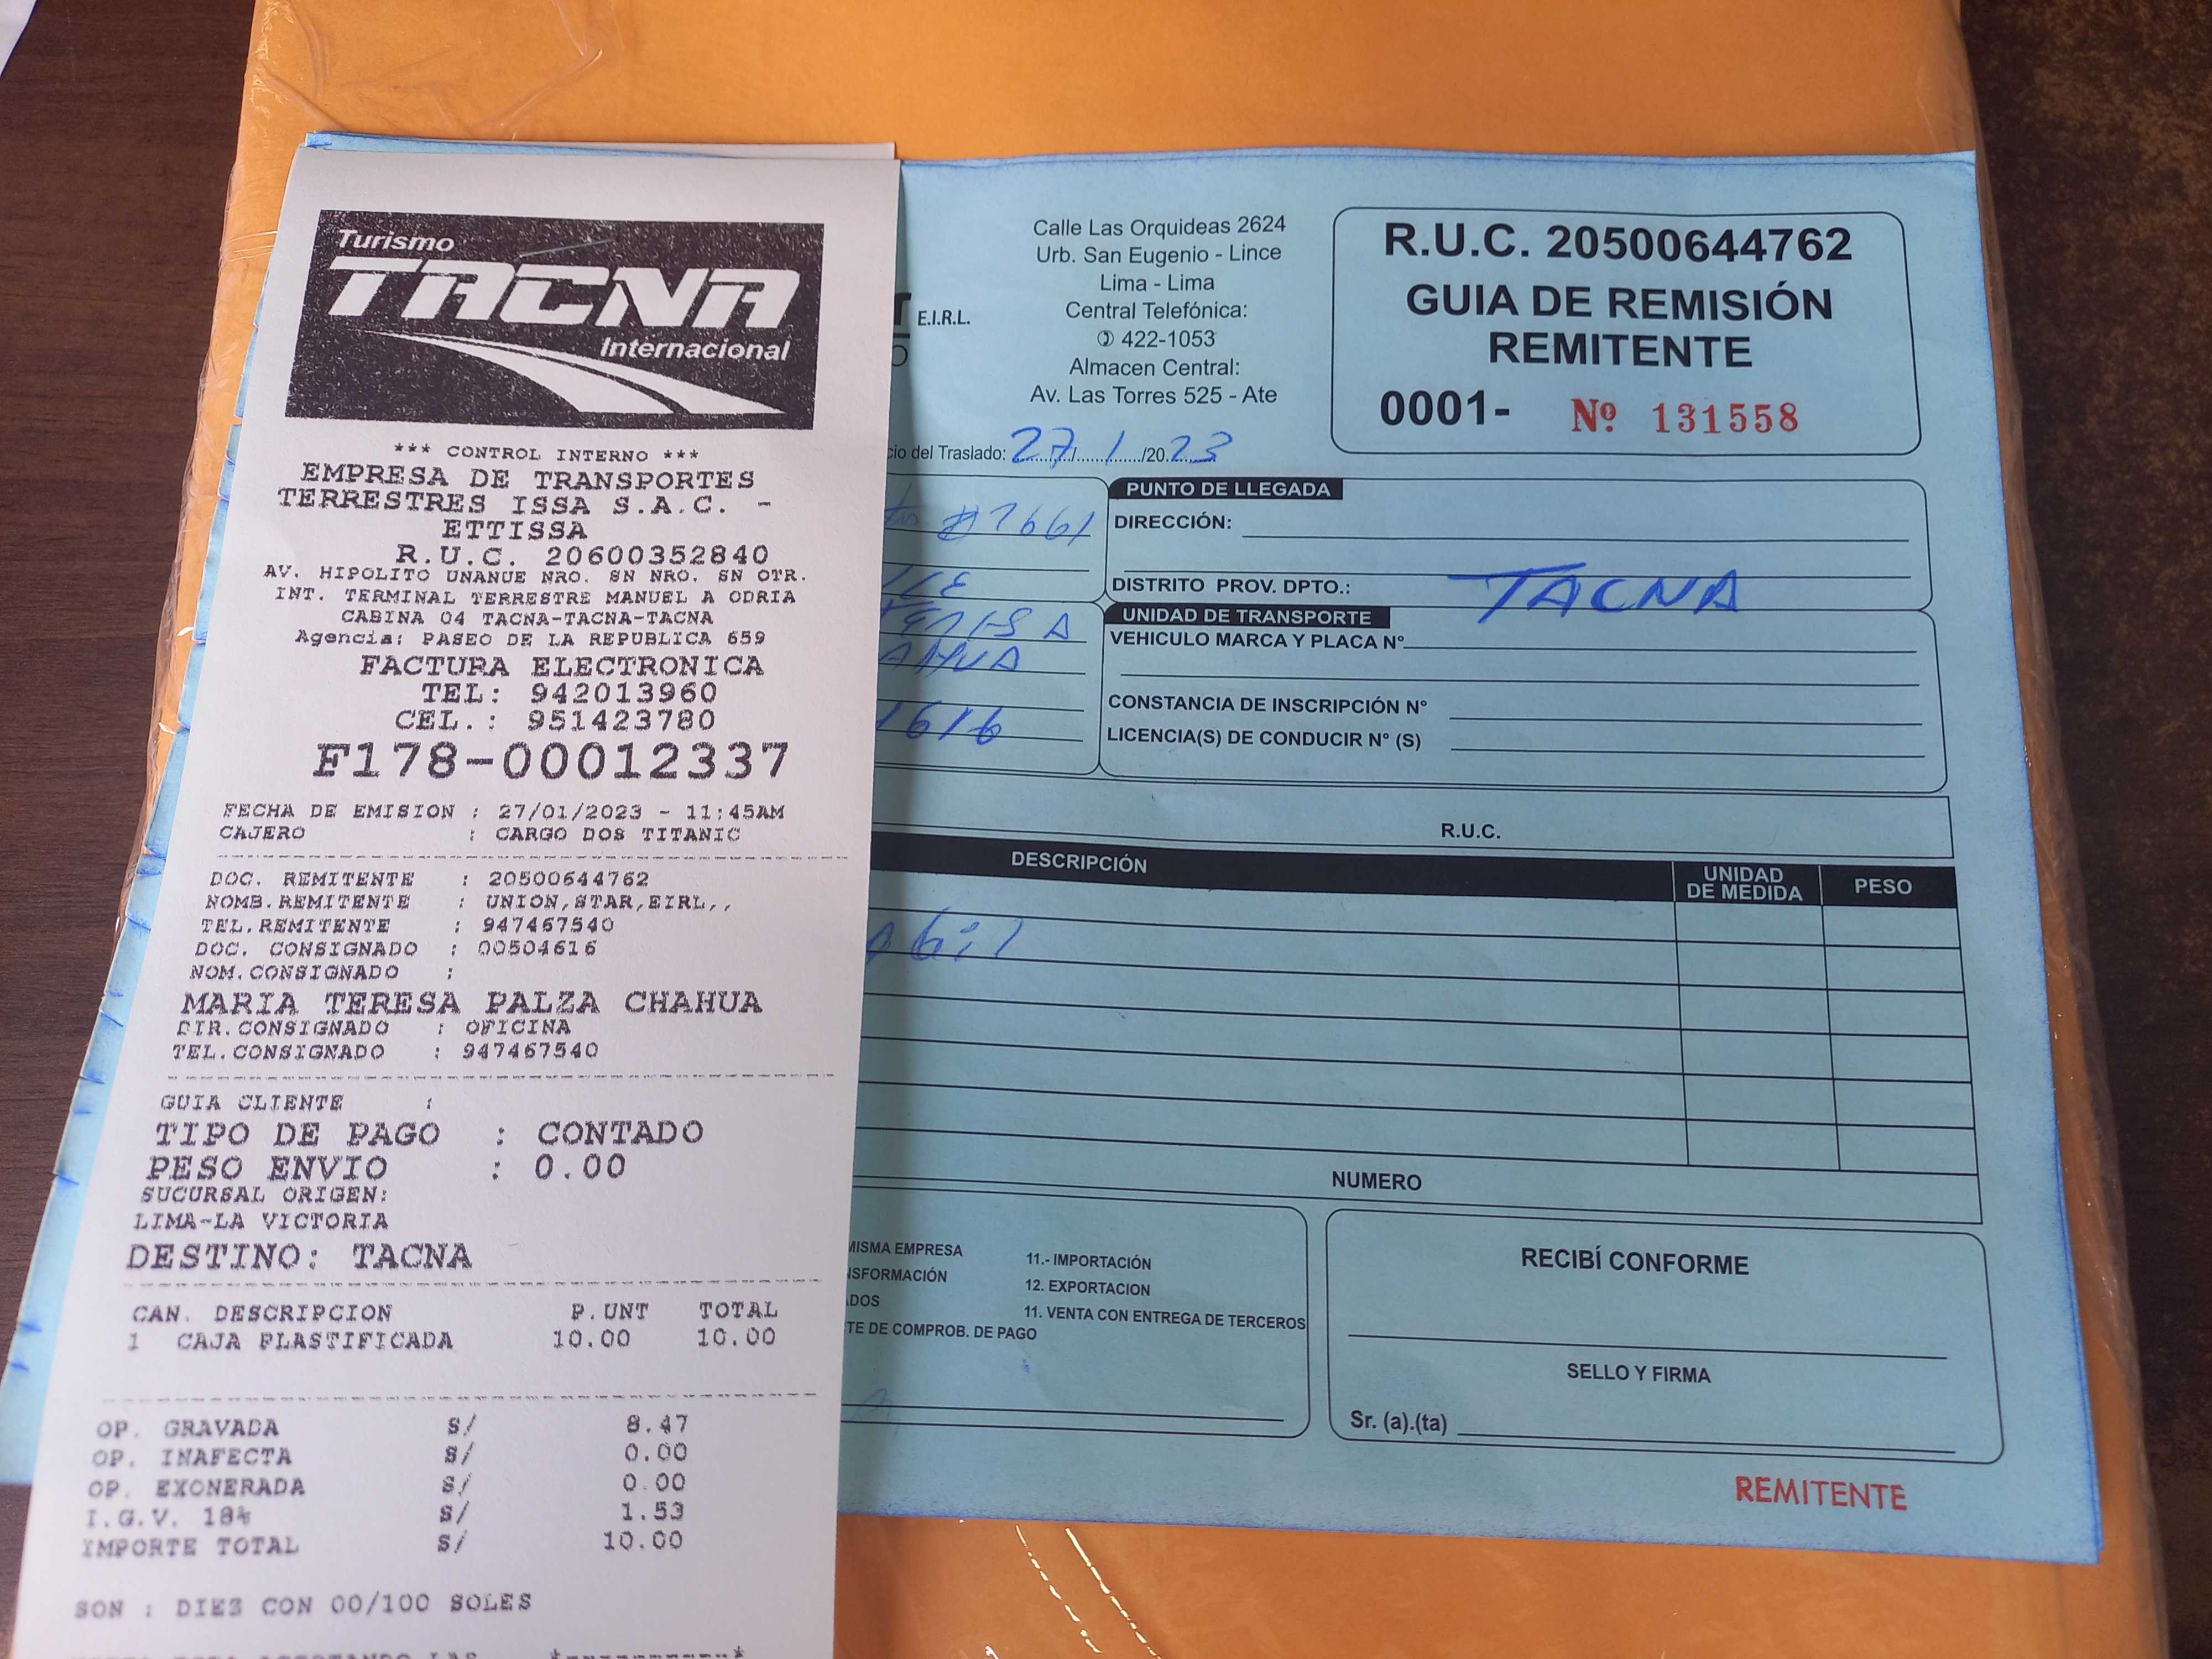 Turismo
TACNA
Internacional
*** CONTROL INTERNO ***
EMPRESA DE TRANSPORTES
TERRESTRES ISSA S.A.C. -
ETTISSA
R.U.C. 20600352840
AV. HIPOLITO UNANUE NRO. SN NRO. SN OTR.
INT. TERMINAL TERRESTRE MANUEL A ODRIA
CABINA 04 TACNA-TACNA-TACNA
Agencia: PASEO DE LA REPUBLICA 659
FACTURA ELECTRONICA
TEL: 942013960
CEL.: 951423780
F178-00012337
FECHA DE EMISION : 27/01/2023 - 11:45AM
CAJERO : CARGO DOS TITANIC
DOC. REMITENTE : 20500644762
NOMB.REMITENTE : UNION,STAR,EIRL,,
TEL.REMITENTE : 947467540
DOC. CONSIGNADO : 00504616
NOM.CONSIGNADO :
MARIA TERESA PALZA CHAHUA
DIR.CONSIGNADO : OFICINA
TEL.CONSIGNADO : 947467540
GUIA CLIENTE :
TIPO DE PAGO : CONTADO
PESO ENVIO : 0.00
SUCURSAL ORIGEN:
LIMA-LA VICTORIA
DESTINO: TACNA
CAN. DESCRIPCION P.UNT TOTAL
1 CAJA PLASTIFICADA 10.00 10.00
OP. GRAVADA S/ 8.47
OP. INAFECTA S/ 0.00
OP. EXONERADA S/ 0.00
I.G.V. 18% S/ 1.53
IMPORTE TOTAL S/ 10.00
SON : DIEZ CON 00/100 SOLES
E.I.R.L.
Calle Las Orquideas 2624
Urb. San Eugenio - Lince
Lima - Lima
Central Telefónica:
422-1053
Almacen Central:
Av. Las Torres 525 - Ate
R.U.C. 20500644762
GUIA DE REMISIÓN
REMITENTE
0001- Nº 131558
del Traslado: 27/1/2023
PUNTO DE LLEGADA
DIRECCIÓN:
DISTRITO PROV. DPTO.: TACNA
UNIDAD DE TRANSPORTE
VEHICULO MARCA Y PLACA N°
CONSTANCIA DE INSCRIPCIÓN N°
LICENCIA(S) DE CONDUCIR N° (S)
R.U.C.
DESCRIPCIÓN
UNIDAD DE MEDIDA
PESO
NUMERO
MISMA EMPRESA
11.- IMPORTACIÓN
12. EXPORTACION
11. VENTA CON ENTREGA DE TERCEROS
DE COMPROB. DE PAGO
RECIBÍ CONFORME
SELLO Y FIRMA
Sr. (a).(ta)
REMITENTE